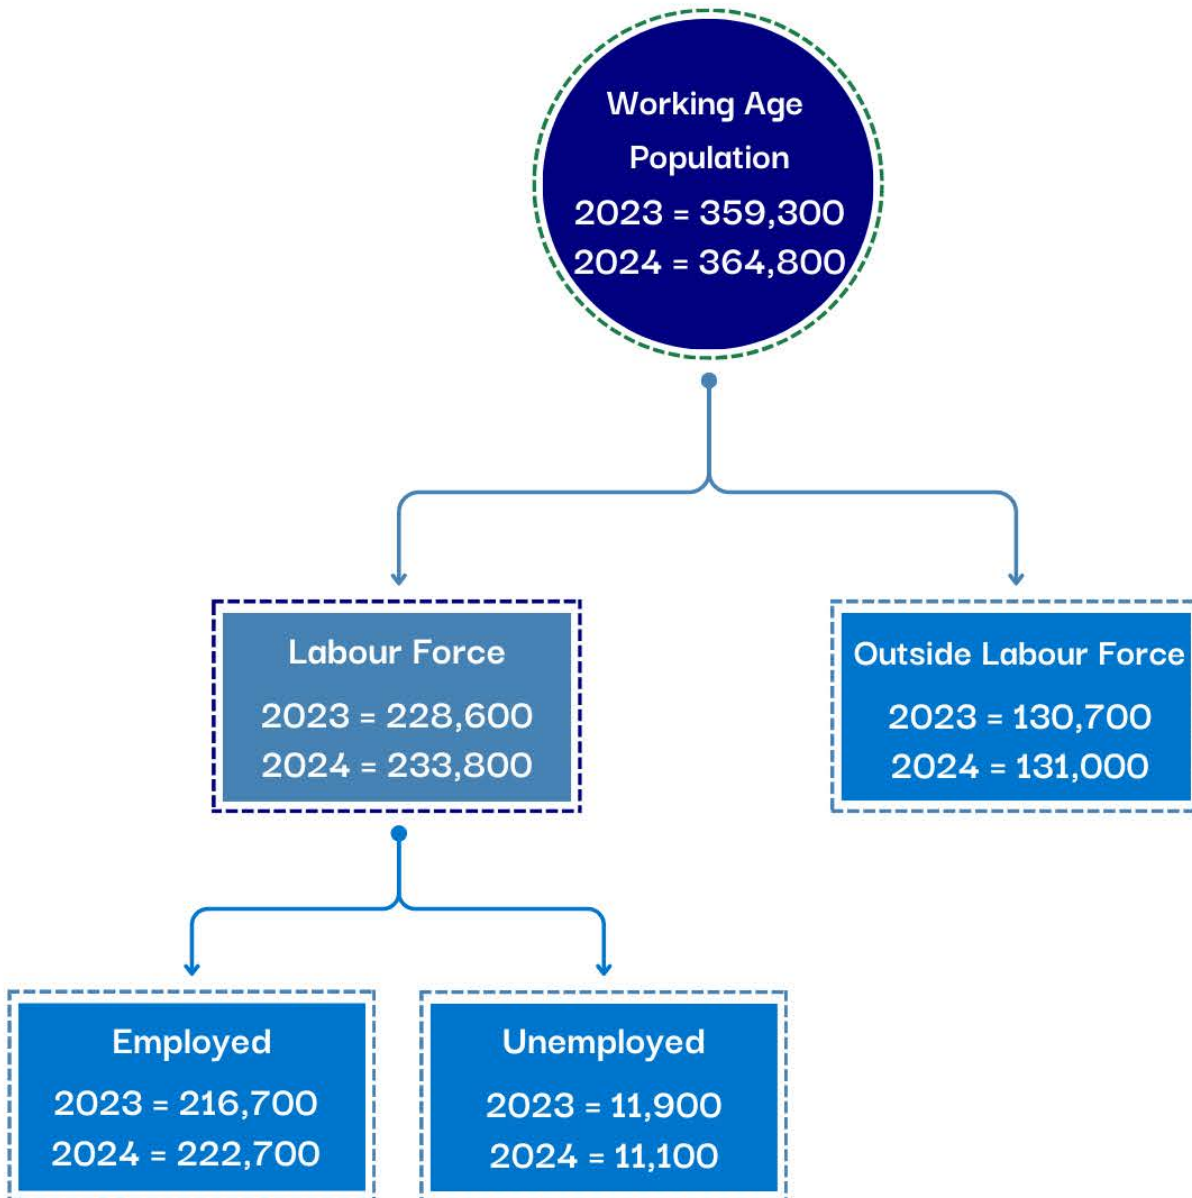 Working Age
Population
2023 = 359,300
2024 = 364,800
Labour Force
2023 = 228,600
2024 = 233,800
Outside Labour Force
2023 = 130,700
2024 = 131,000
Employed
2023 = 216,700
2024 = 222,700
Unemployed
2023 = 11,900
2024 = 11,100